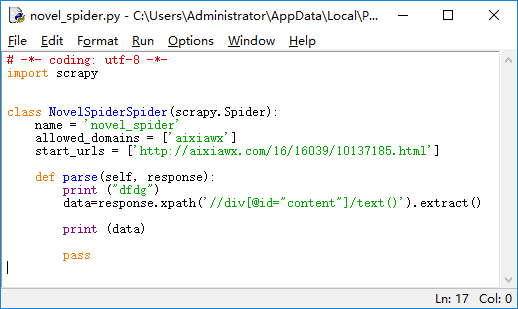 novel_spider.py - C:\Users\Administrator\AppData\Local\P...
File Edit Format Run Options Window Help
# -*- coding: utf-8 -*-
import scrapy
class NovelSpiderSpider(scrapy.Spider):
    name = 'novel_spider'
    allowed_domains = ['aixiawx']
    start_urls = ['http://aixiawx.com/16/16039/10137185.html']
    def parse(self, response):
        print ("dfdg")
        data=response.xpath('//div[@id="content"]/text()').extract()
        print (data)
        pass
Ln: 17 Col: 0